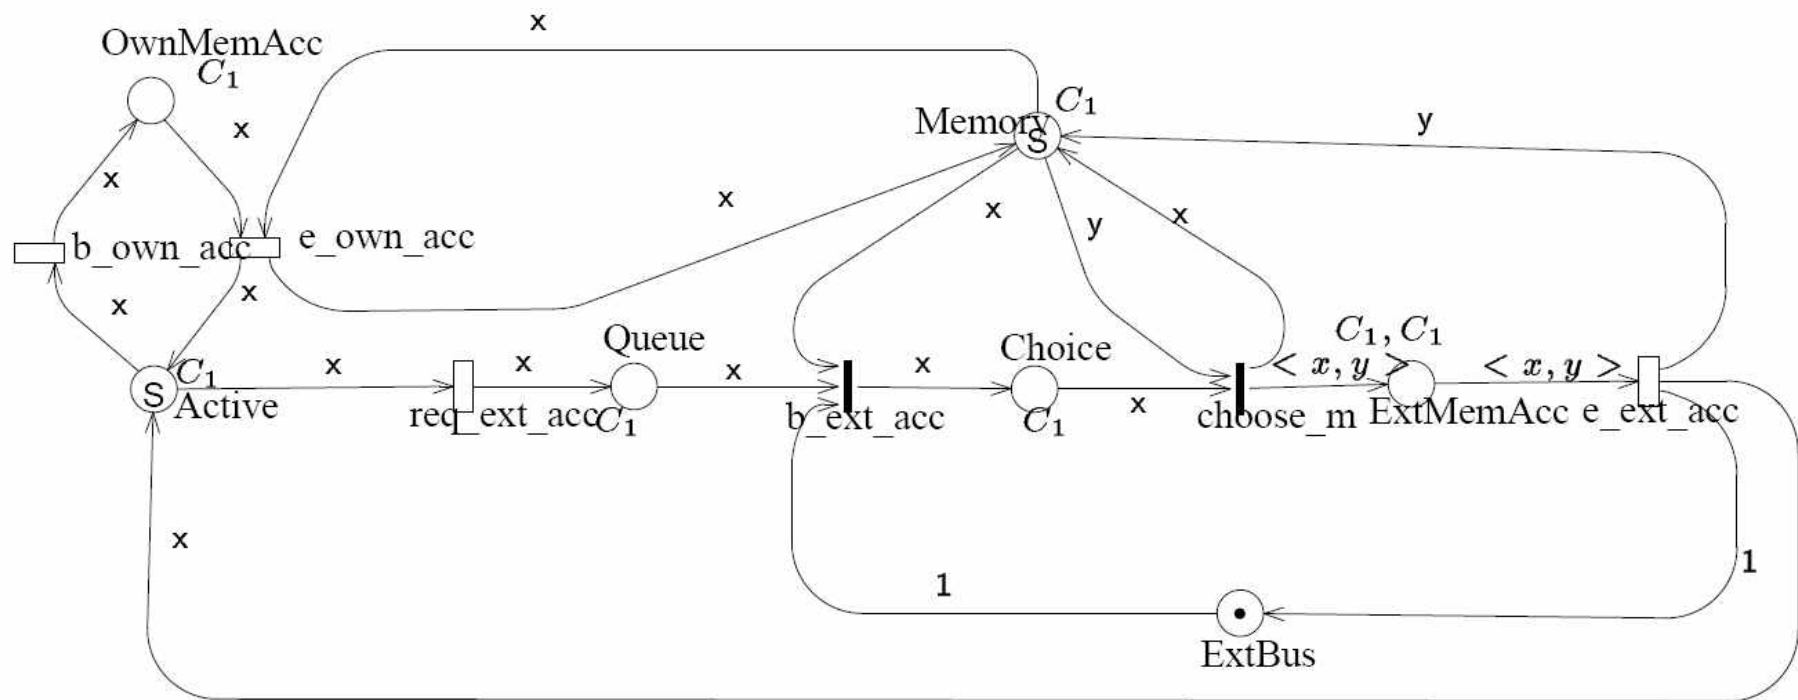 x
OwnMemAcc
C₁
C₁
Memory
S
y
x
x
x
x
y
x
b_own_acc
e_own_acc
x
x
Queue
Choice
C₁, C₁
C₁
S
Active
x
x
x
x
< x, y >
< x, y >
req_ext_acc
C₁
b_ext_acc
C₁
x
choose_m
ExtMemAcc
e_ext_acc
x
1
1
ExtBus